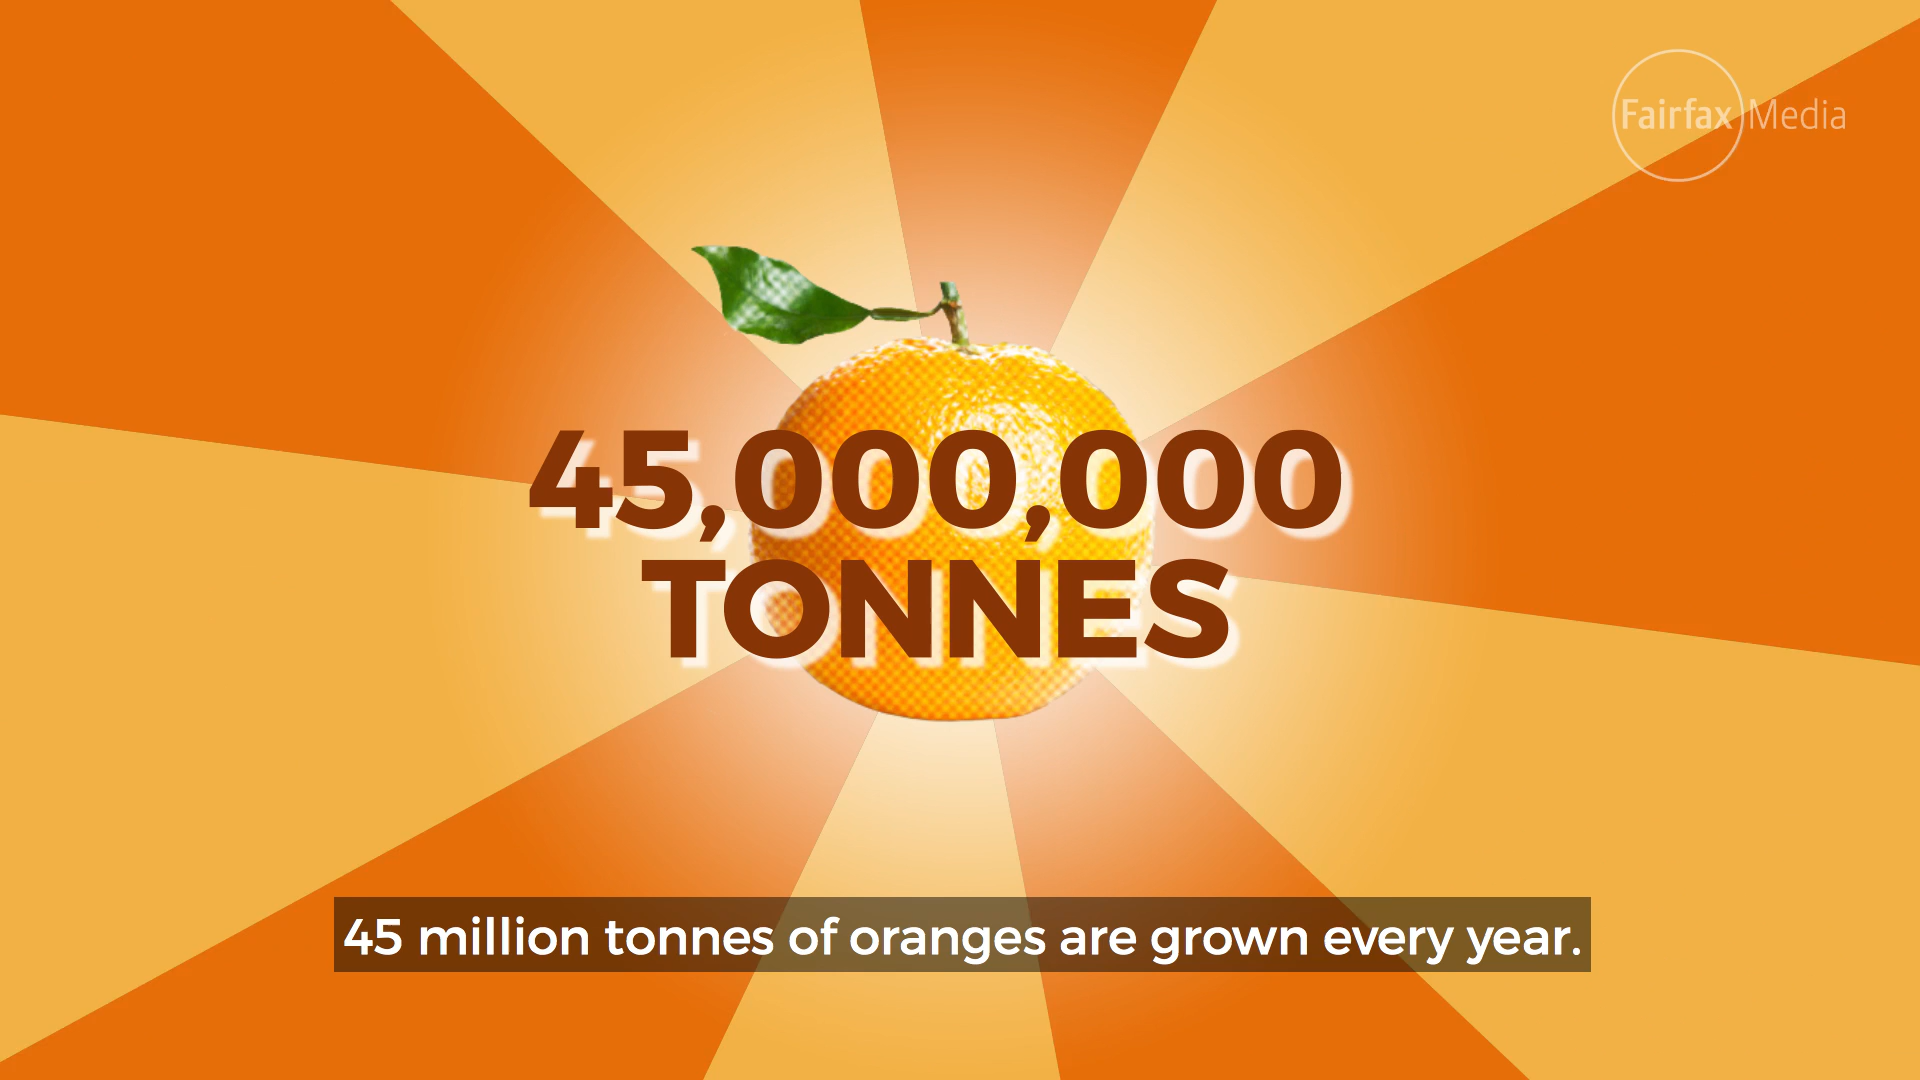 Fairfax Media
45,000,000
TONNES
45 million tonnes of oranges are grown every year.